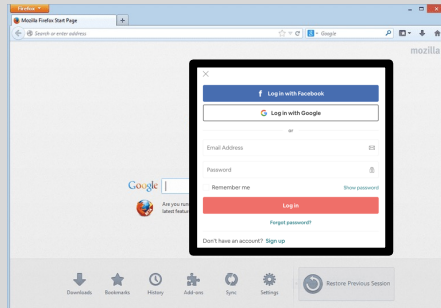 Firefox
Mozilla Firefox Start Page
Search or enter address
Google
mozilla
Log in with Facebook
G Log in with Google
or
Email Address
Password
Remember me
Show password
Log in
Forgot password?
Don't have an account? Sign up
Google
Are you run
latest featu
Downloads
Bookmarks
History
Add-ons
Sync
Settings
Restore Previous Session